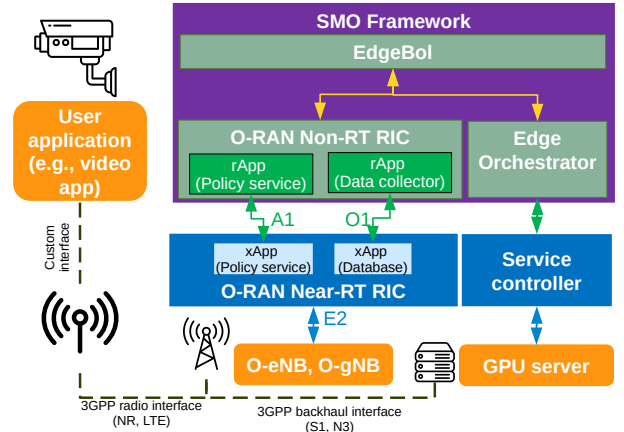 SMO Framework
EdgeBol
User
application
(e.g., video
app)
O-RAN Non-RT RIC
rApp
(Policy service)
rApp
(Data collector)
Edge
Orchestrator
A1
O1
Custom
interface
xApp
(Policy service)
xApp
(Database)
O-RAN Near-RT RIC
Service
controller
E2
O-eNB, O-gNB
GPU server
3GPP radio interface
(NR, LTE)
3GPP backhaul interface
(S1, N3)